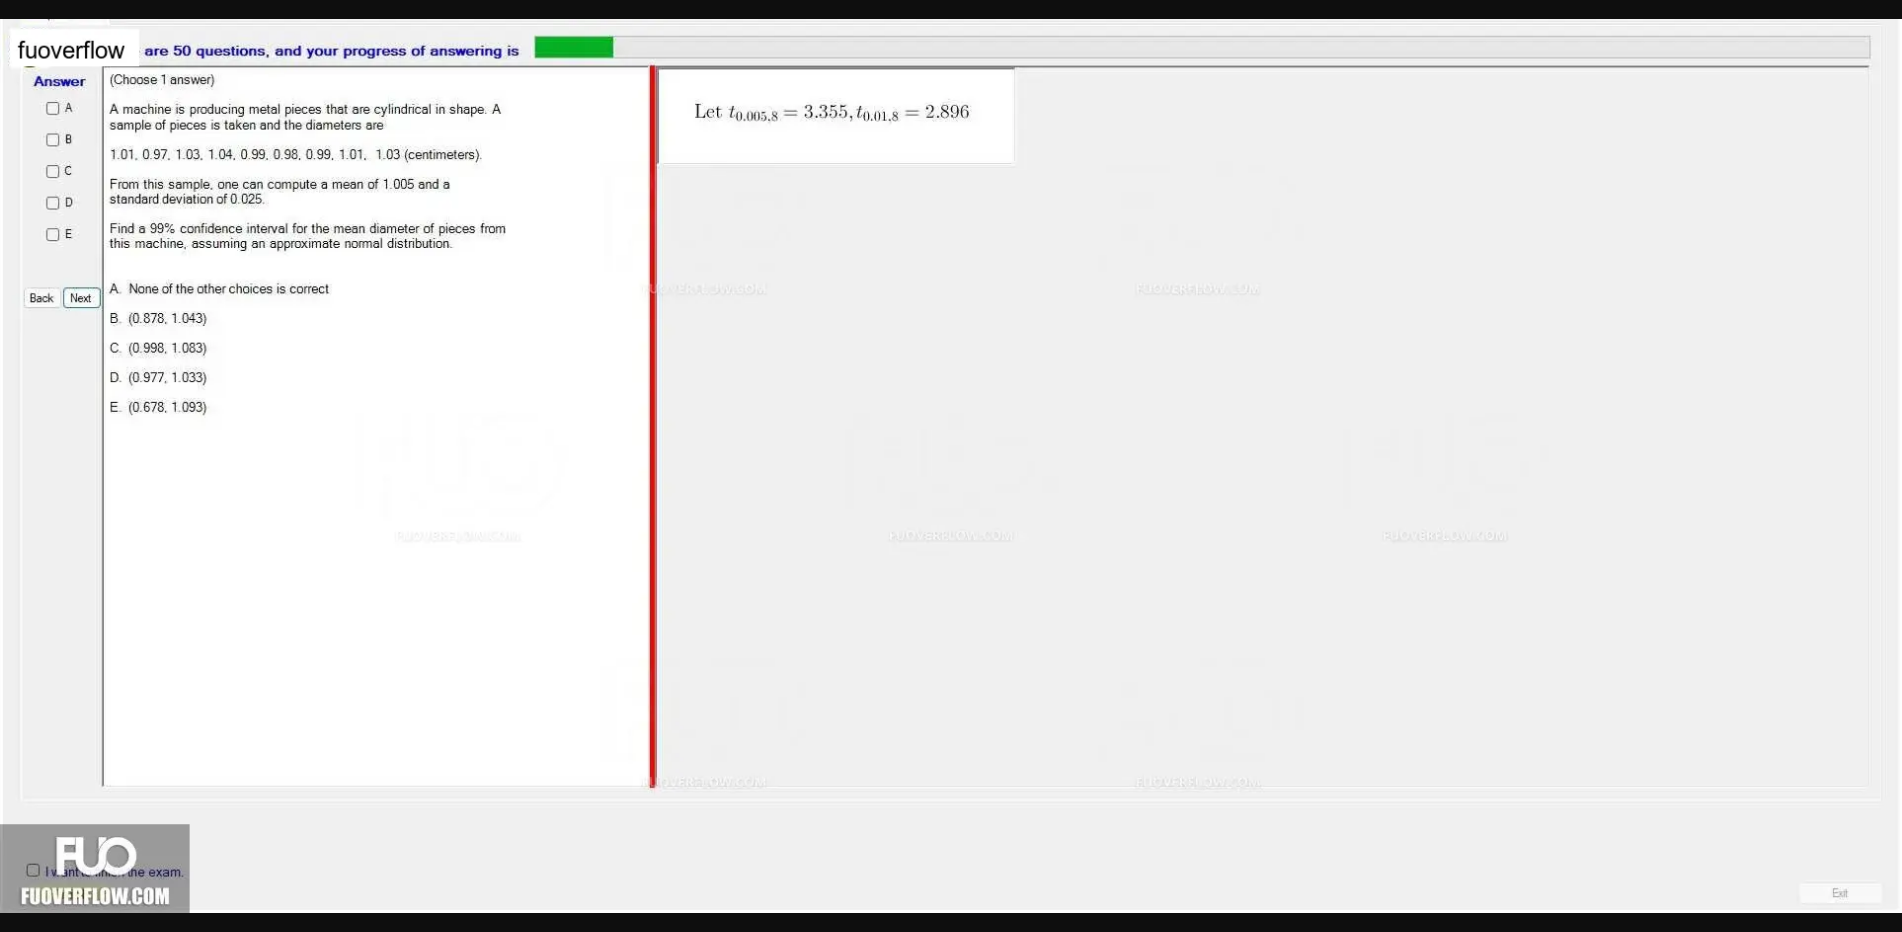 fuoverflow are 50 questions, and your progress of answering is
Answer
A
B
C
D
E
Back Next
(Choose 1 answer)
A machine is producing metal pieces that are cylindrical in shape. A
sample of pieces is taken and the diameters are
1.01, 0.97, 1.03, 1.04, 0.99, 0.98, 0.99, 1.01, 1.03 (centimeters).
From this sample, one can compute a mean of 1.005 and a
standard deviation of 0.025.
Find a 99% confidence interval for the mean diameter of pieces from
this machine, assuming an approximate normal distribution.
A. None of the other choices is correct
B. (0.878, 1.043)
C. (0.998, 1.083)
D. (0.977, 1.033)
E. (0.678, 1.093)
Let t0.005,8 = 3.355, t0.01,8 = 2.896
FUOVERFLOW.COM FUOVERFLOW.COM
FUOVERFLOW.COM FUOVERFLOW.COM FUOVERFLOW.COM
FUOVERFLOW.COM FUOVERFLOW.COM
FUO
I want to finish the exam.
FUOVERFLOW.COM
Exit